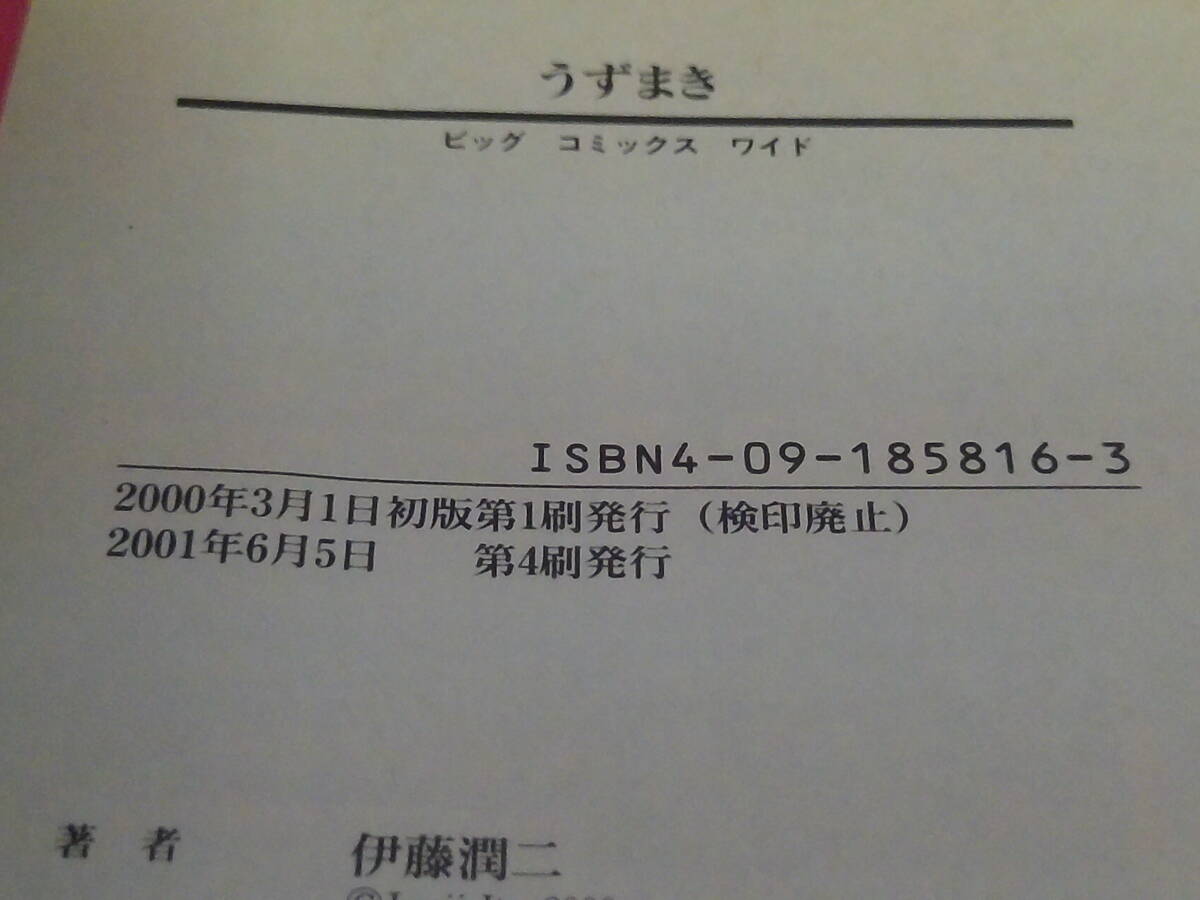 うずまき
ビッグ コミックス ワイド
ISBN4-09-185816-3
2000年3月1日初版第1刷発行(検印廃止)
2001年6月5日 第4刷発行
著 者 伊藤潤二